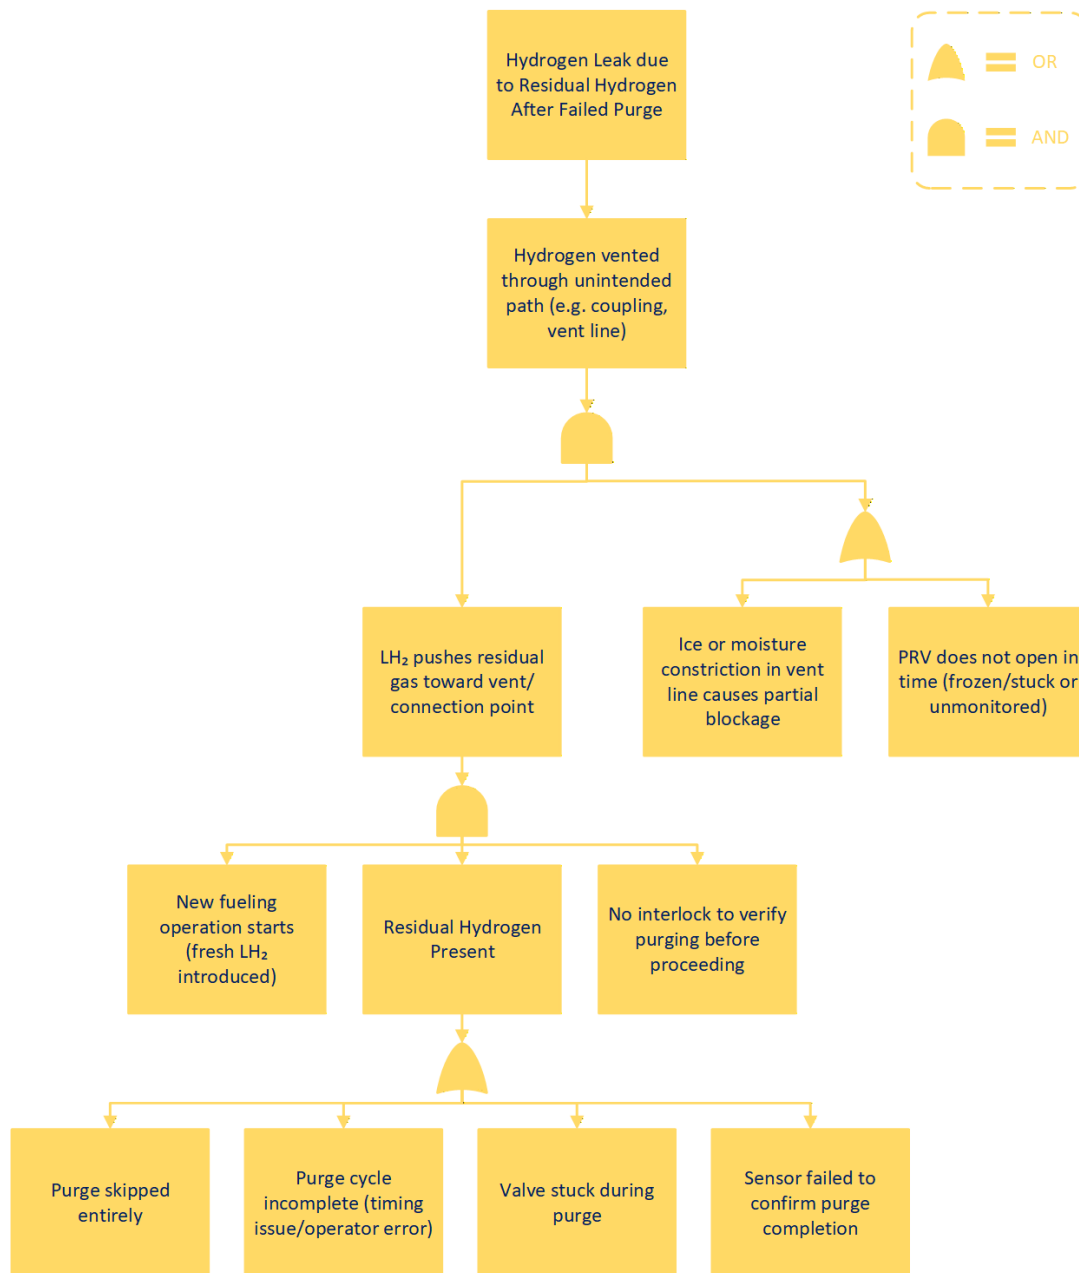 Hydrogen Leak due
to Residual Hydrogen
After Failed Purge
= OR
= AND
Hydrogen vented
through unintended
path (e.g. coupling,
vent line)
LH₂ pushes residual
gas toward vent/
connection point
Ice or moisture
constriction in vent
line causes partial
blockage
PRV does not open in
time (frozen/stuck or
unmonitored)
New fueling
operation starts
(fresh LH₂
introduced)
Residual Hydrogen
Present
No interlock to verify
purging before
proceeding
Purge skipped
entirely
Purge cycle
incomplete (timing
issue/operator error)
Valve stuck during
purge
Sensor failed to
confirm purge
completion